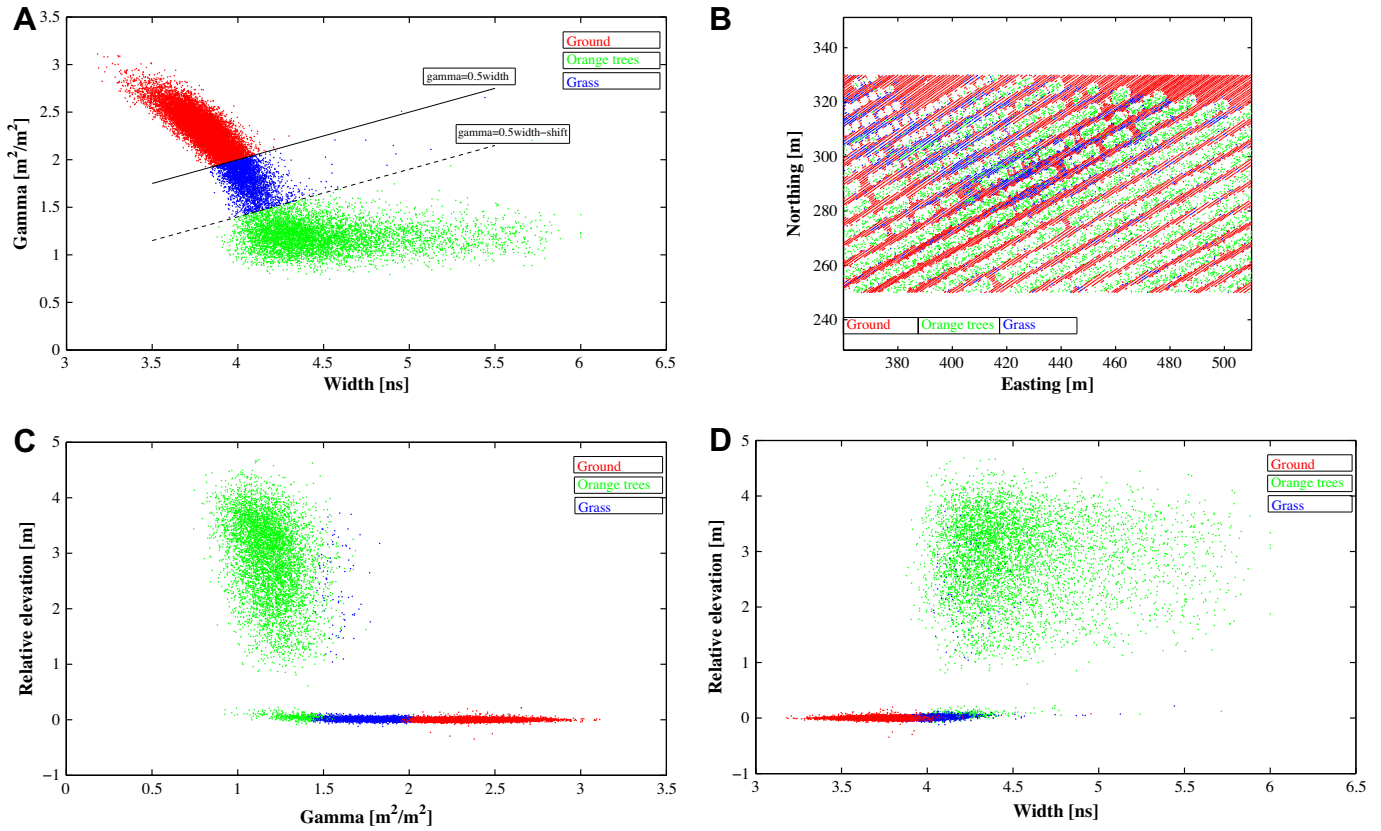 A
Gamma [m²/m²]
3.5
3
2.5
2
1.5
1
0.5
0
3
3.5
4
4.5
5
5.5
6
6.5
Width [ns]
Ground
Orange trees
Grass
gamma=0.5width
gamma=0.5width−shift
B
Northing [m]
340
320
300
280
260
240
380
400
420
440
460
480
500
Easting [m]
Ground
Orange trees
Grass
C
Relative elevation [m]
5
4
3
2
1
0
−1
0
0.5
1
1.5
2
2.5
3
3.5
Gamma [m²/m²]
Ground
Orange trees
Grass
D
Relative elevation [m]
5
4
3
2
1
0
−1
3
3.5
4
4.5
5
5.5
6
6.5
Width [ns]
Ground
Orange trees
Grass